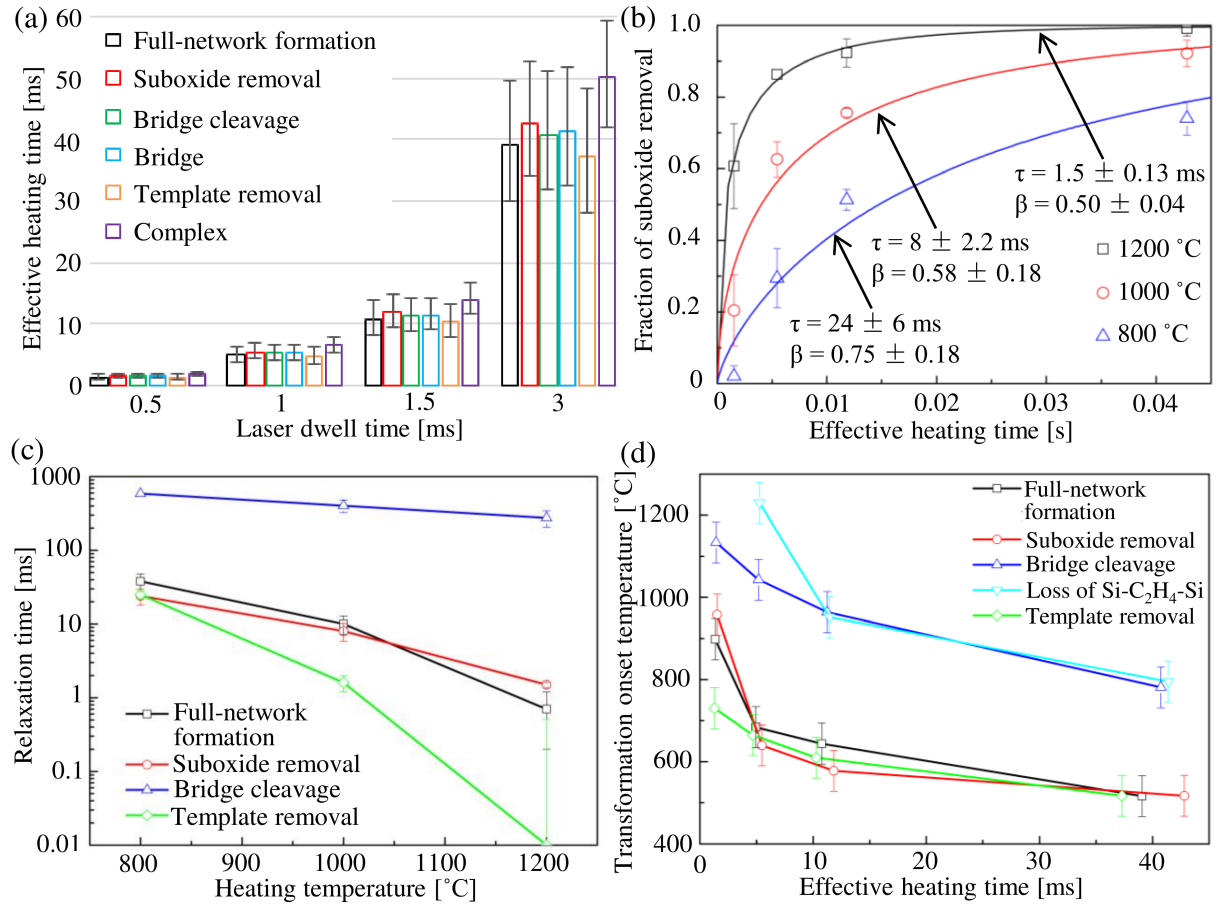 (a)
Effective heating time [ms]
60
50
40
30
20
10
0
Full-network formation
Suboxide removal
Bridge cleavage
Bridge
Template removal
Complex
0.5 1 1.5 3
Laser dwell time [ms]
(b)
Fraction of suboxide removal
1.0
0.8
0.6
0.4
0.2
0
τ = 1.5 ± 0.13 ms
β = 0.50 ± 0.04
τ = 8 ± 2.2 ms
β = 0.58 ± 0.18
τ = 24 ± 6 ms
β = 0.75 ± 0.18
1200 ˚C
1000 ˚C
800 ˚C
0 0.01 0.02 0.03 0.04
Effective heating time [s]
(c)
Relaxation time [ms]
1000
100
10
1
0.1
0.01
Full-network
formation
Suboxide removal
Bridge cleavage
Template removal
800 900 1000 1100 1200
Heating temperature [˚C]
(d)
Transformation onset temperature [˚C]
1200
1000
800
600
400
Full-network
formation
Suboxide removal
Bridge cleavage
Loss of Si-C₂H₄-Si
Template removal
0 10 20 30 40
Effective heating time [ms]